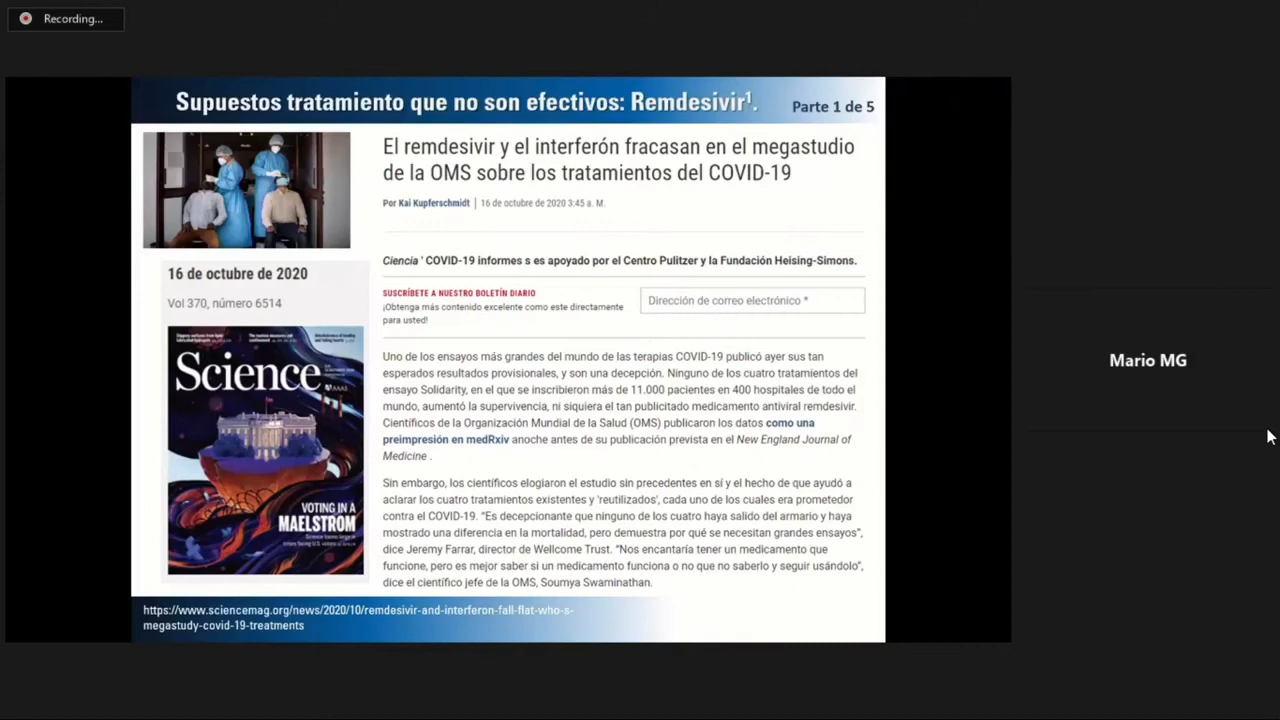 Recording...
Supuestos tratamiento que no son efectivos: Remdesivir¹.
Parte 1 de 5
El remdesivir y el interferón fracasan en el megastudio
de la OMS sobre los tratamientos del COVID-19
Por Kai Kupferschmidt | 16 de octubre de 2020 3:45 a. M.
Ciencia ' COVID-19 informes s es apoyado por el Centro Pulitzer y la Fundación Heising-Simons.
SUSCRÍBETE A NUESTRO BOLETÍN DIARIO
¡Obtenga más contenido excelente como este directamente
para usted!
Dirección de correo electrónico *
16 de octubre de 2020
Vol 370, número 6514
Science
AAAS
VOTING IN A
MAELSTROM
Uno de los ensayos más grandes del mundo de las terapias COVID-19 publicó ayer sus tan
esperados resultados provisionales, y son una decepción. Ninguno de los cuatro tratamientos del
ensayo Solidarity, en el que se inscribieron más de 11.000 pacientes en 400 hospitales de todo el
mundo, aumentó la supervivencia, ni siquiera el tan publicitado medicamento antiviral remdesivir.
Científicos de la Organización Mundial de la Salud (OMS) publicaron los datos como una
preimpresión en medRxiv anoche antes de su publicación prevista en el New England Journal of
Medicine .
Sin embargo, los científicos elogiaron el estudio sin precedentes en sí y el hecho de que ayudó a
aclarar los cuatro tratamientos existentes y 'reutilizados', cada uno de los cuales era prometedor
contra el COVID-19. “Es decepcionante que ninguno de los cuatro haya salido del armario y haya
mostrado una diferencia en la mortalidad, pero demuestra por qué se necesitan grandes ensayos”,
dice Jeremy Farrar, director de Wellcome Trust. “Nos encantaría tener un medicamento que
funcione, pero es mejor saber si un medicamento funciona o no que no saberlo y seguir usándolo”,
dice el científico jefe de la OMS, Soumya Swaminathan.
https://www.sciencemag.org/news/2020/10/remdesivir-and-interferon-fall-flat-who-s-
megastudy-covid-19-treatments
Mario MG